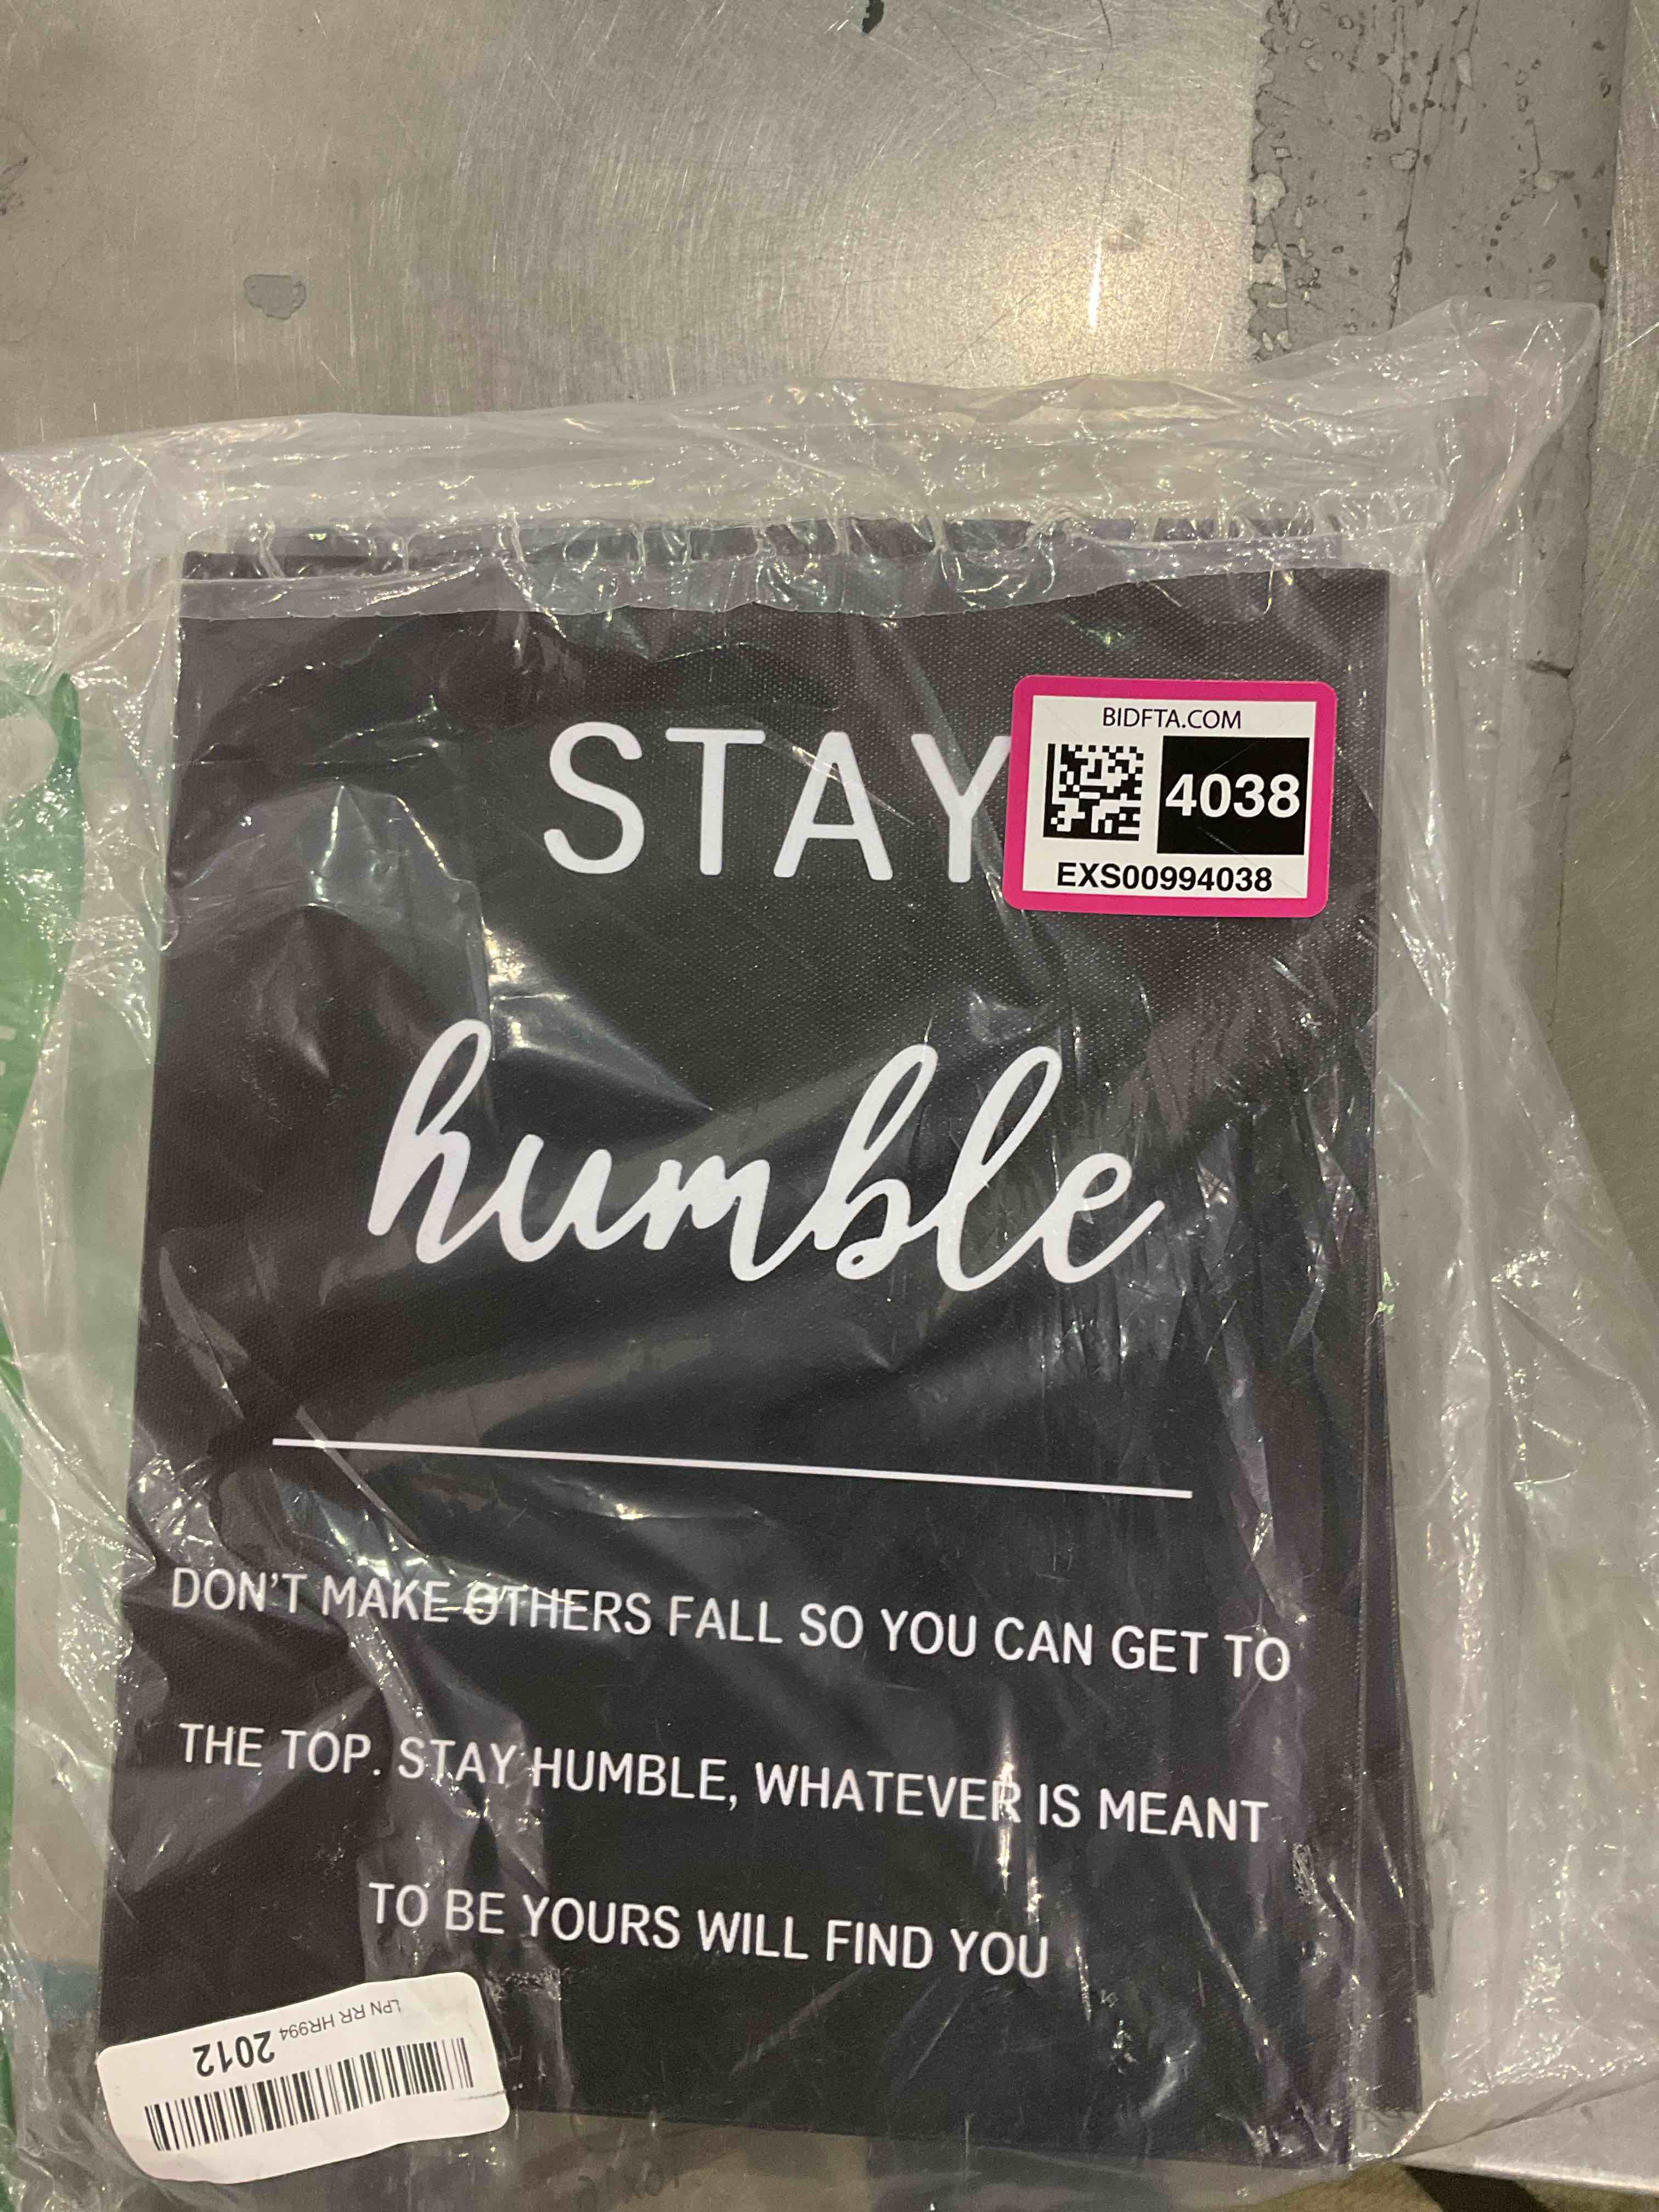 STAY
BIDFTA.COM
4038
EXS00994038
humble
DON'T MAKE OTHERS FALL SO YOU CAN GET TO
THE TOP. STAY HUMBLE, WHATEVER IS MEANT
TO BE YOURS WILL FIND YOU
LPN RR HR994 2012